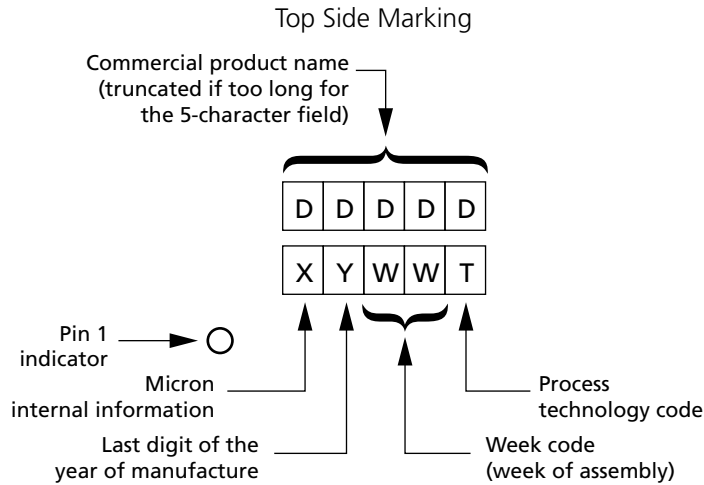 Top Side Marking
Commercial product name
(truncated if too long for
the 5-character field)
D D D D D
X Y W W T
Pin 1
indicator
Micron
internal information
Process
technology code
Last digit of the
year of manufacture
Week code
(week of assembly)